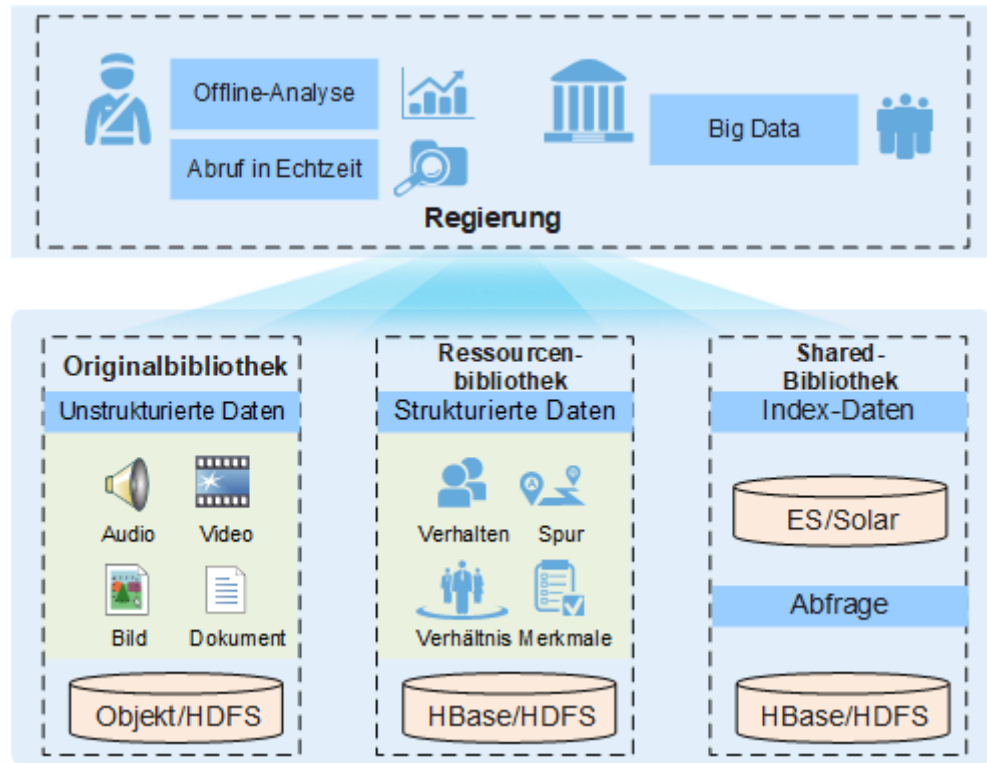 Offline-Analyse
Abruf in Echtzeit
Big Data
Regierung
Originalbibliothek
Unstrukturierte Daten
Audio
Video
Bild
Dokument
Objekt/HDFS
Ressourcen-
bibliothek
Strukturierte Daten
Verhalten
Spur
Verhältnis
Merkmale
HBase/HDFS
Shared-
Bibliothek
Index-Daten
ES/Solar
Abfrage
HBase/HDFS